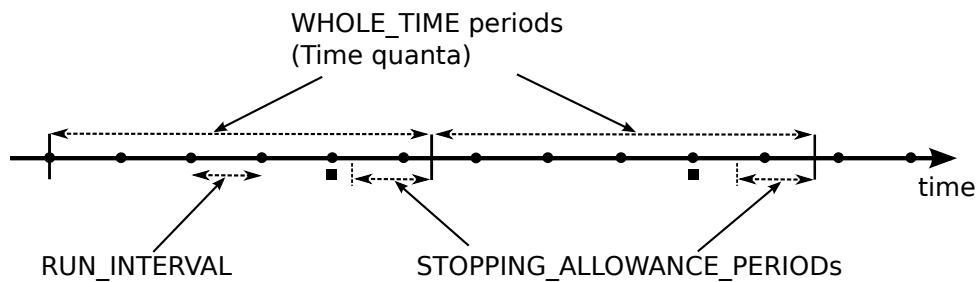 WHOLE_TIME periods
(Time quanta)
time
RUN_INTERVAL
STOPPING_ALLOWANCE_PERIODs